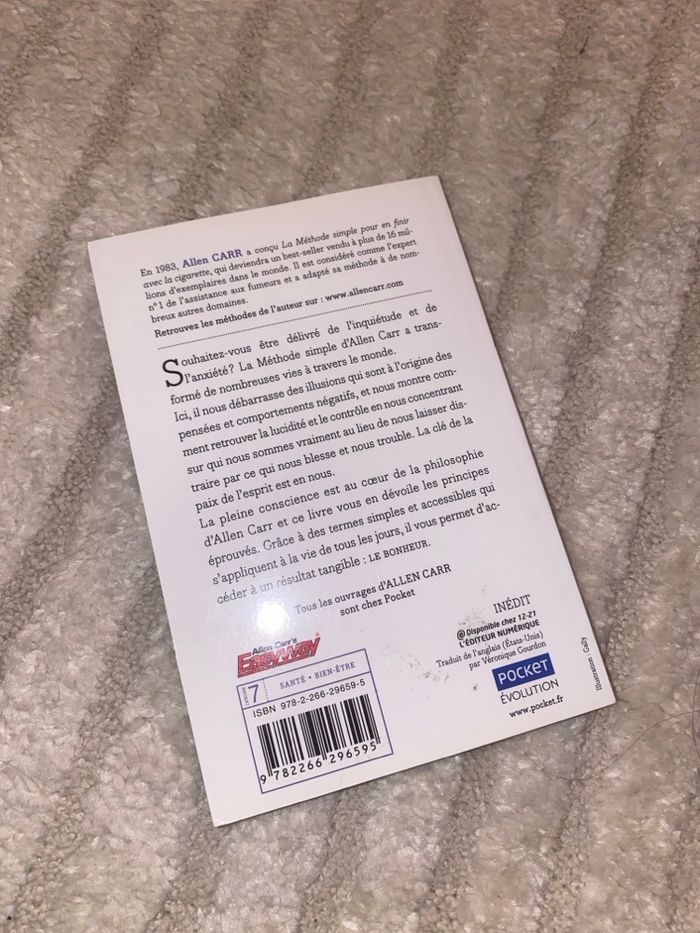 En 1983, Allen CARR a conçu La Méthode simple pour en finir
avec la cigarette, qui deviendra un best-seller vendu à plus de 16 mil-
lions d'exemplaires dans le monde. Il est considéré comme l'expert
n°1 de l'assistance aux fumeurs et a adapté sa méthode à de nom-
breux autres domaines.
Retrouvez les méthodes de l'auteur sur : www.allencarr.com
Souhaitez-vous être délivré de l'inquiétude et de
l'anxiété? La Méthode simple d'Allen Carr a trans-
formé de nombreuses vies à travers le monde.
Ici, il nous débarrasse des illusions qui sont à l'origine des
pensées et comportements négatifs, et nous montre com-
ment retrouver la lucidité et le contrôle en nous concentrant
sur qui nous sommes vraiment au lieu de nous laisser dis-
traire par ce qui nous blesse et nous trouble. La clé de la
paix de l'esprit est en nous.
La pleine conscience est au cœur de la philosophie
d'Allen Carr et ce livre vous en dévoile les principes
éprouvés. Grâce à des termes simples et accessibles qui
s'appliquent à la vie de tous les jours, il vous permet d'ac-
céder à un résultat tangible : LE BONHEUR.
Tous les ouvrages d'ALLEN CARR
sont chez Pocket
Allen Carr's
EASYWAY
7
SANTÉ • BIEN-ÊTRE
ISBN 978-2-266-29659-5
9 782266 296595
INÉDIT
@ Disponible chez 12-21
L'ÉDITEUR NUMÉRIQUE
Traduit de l'anglais (États-Unis)
par Véronique Gourdon
POCKET
ÉVOLUTION
www.pocket.fr
Illustration : Cally